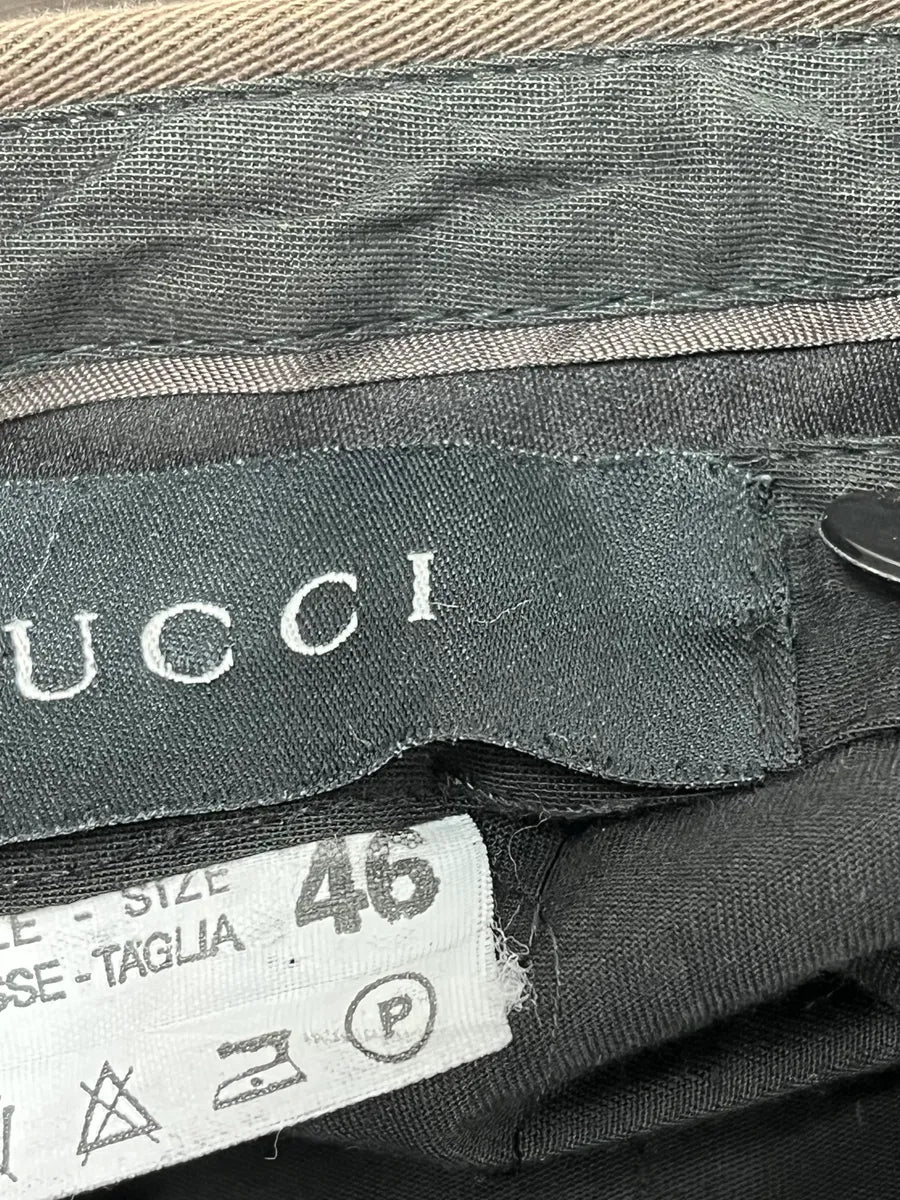 UCCI
LE - SIZE 46
SSE - TAGLIA
P